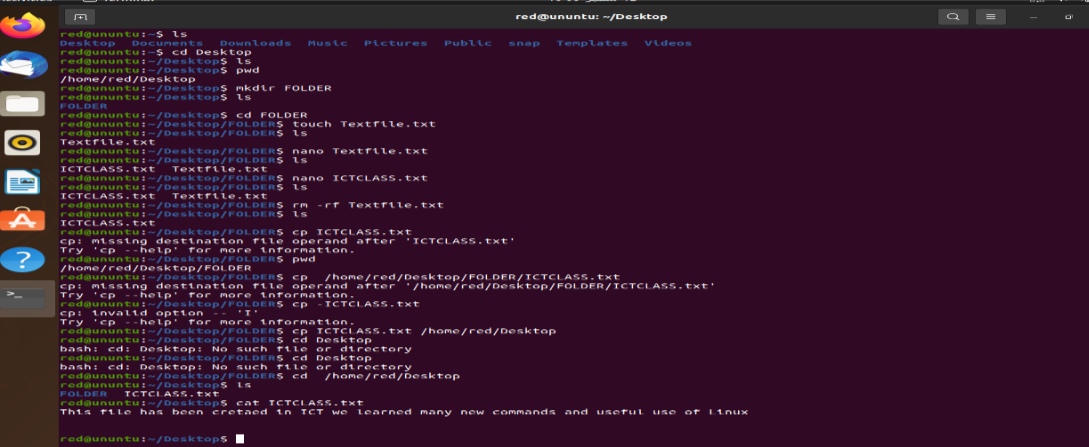 red@ununtu: ~/Desktop
red@ununtu:~$ ls
Desktop Documents Downloads Music Pictures Public snap Templates Videos
red@ununtu:~$ cd Desktop
red@ununtu:~/Desktop$ ls
red@ununtu:~/Desktop$ pwd
/home/red/Desktop
red@ununtu:~/Desktop$ mkdir FOLDER
red@ununtu:~/Desktop$ ls
FOLDER
red@ununtu:~/Desktop$ cd FOLDER
red@ununtu:~/Desktop/FOLDER$ touch Textfile.txt
red@ununtu:~/Desktop/FOLDER$ ls
Textfile.txt
red@ununtu:~/Desktop/FOLDER$ nano Textfile.txt
red@ununtu:~/Desktop/FOLDER$ ls
ICTCLASS.txt Textfile.txt
red@ununtu:~/Desktop/FOLDER$ nano ICTCLASS.txt
red@ununtu:~/Desktop/FOLDER$ ls
ICTCLASS.txt Textfile.txt
red@ununtu:~/Desktop/FOLDER$ rm -rf Textfile.txt
red@ununtu:~/Desktop/FOLDER$ ls
ICTCLASS.txt
red@ununtu:~/Desktop/FOLDER$ cp ICTCLASS.txt
cp: missing destination file operand after 'ICTCLASS.txt'
Try 'cp --help' for more information.
red@ununtu:~/Desktop/FOLDER$ pwd
/home/red/Desktop/FOLDER
red@ununtu:~/Desktop/FOLDER$ cp /home/red/Desktop/FOLDER/ICTCLASS.txt
cp: missing destination file operand after '/home/red/Desktop/FOLDER/ICTCLASS.txt'
Try 'cp --help' for more information.
red@ununtu:~/Desktop/FOLDER$ cp -ICTCLASS.txt
cp: invalid option -- 'I'
Try 'cp --help' for more information.
red@ununtu:~/Desktop/FOLDER$ cp ICTCLASS.txt /home/red/Desktop
red@ununtu:~/Desktop/FOLDER$ cd Desktop
bash: cd: Desktop: No such file or directory
red@ununtu:~/Desktop/FOLDER$ cd Desktop
bash: cd: Desktop: No such file or directory
red@ununtu:~/Desktop/FOLDER$ cd /home/red/Desktop
red@ununtu:~/Desktop$ ls
FOLDER ICTCLASS.txt
red@ununtu:~/Desktop$ cat ICTCLASS.txt
This file has been cretaed in ICT we learned many new commands and useful use of Linux
red@ununtu:~/Desktop$